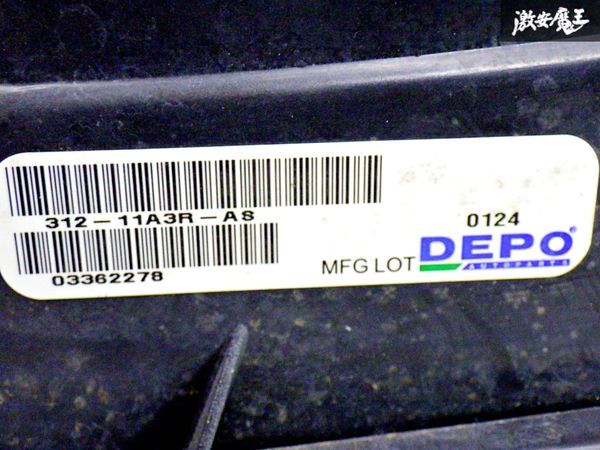 激安魔王
312-11A3R-AS
0124
03362278
MFG LOT DEPO®
AUTOPARTS